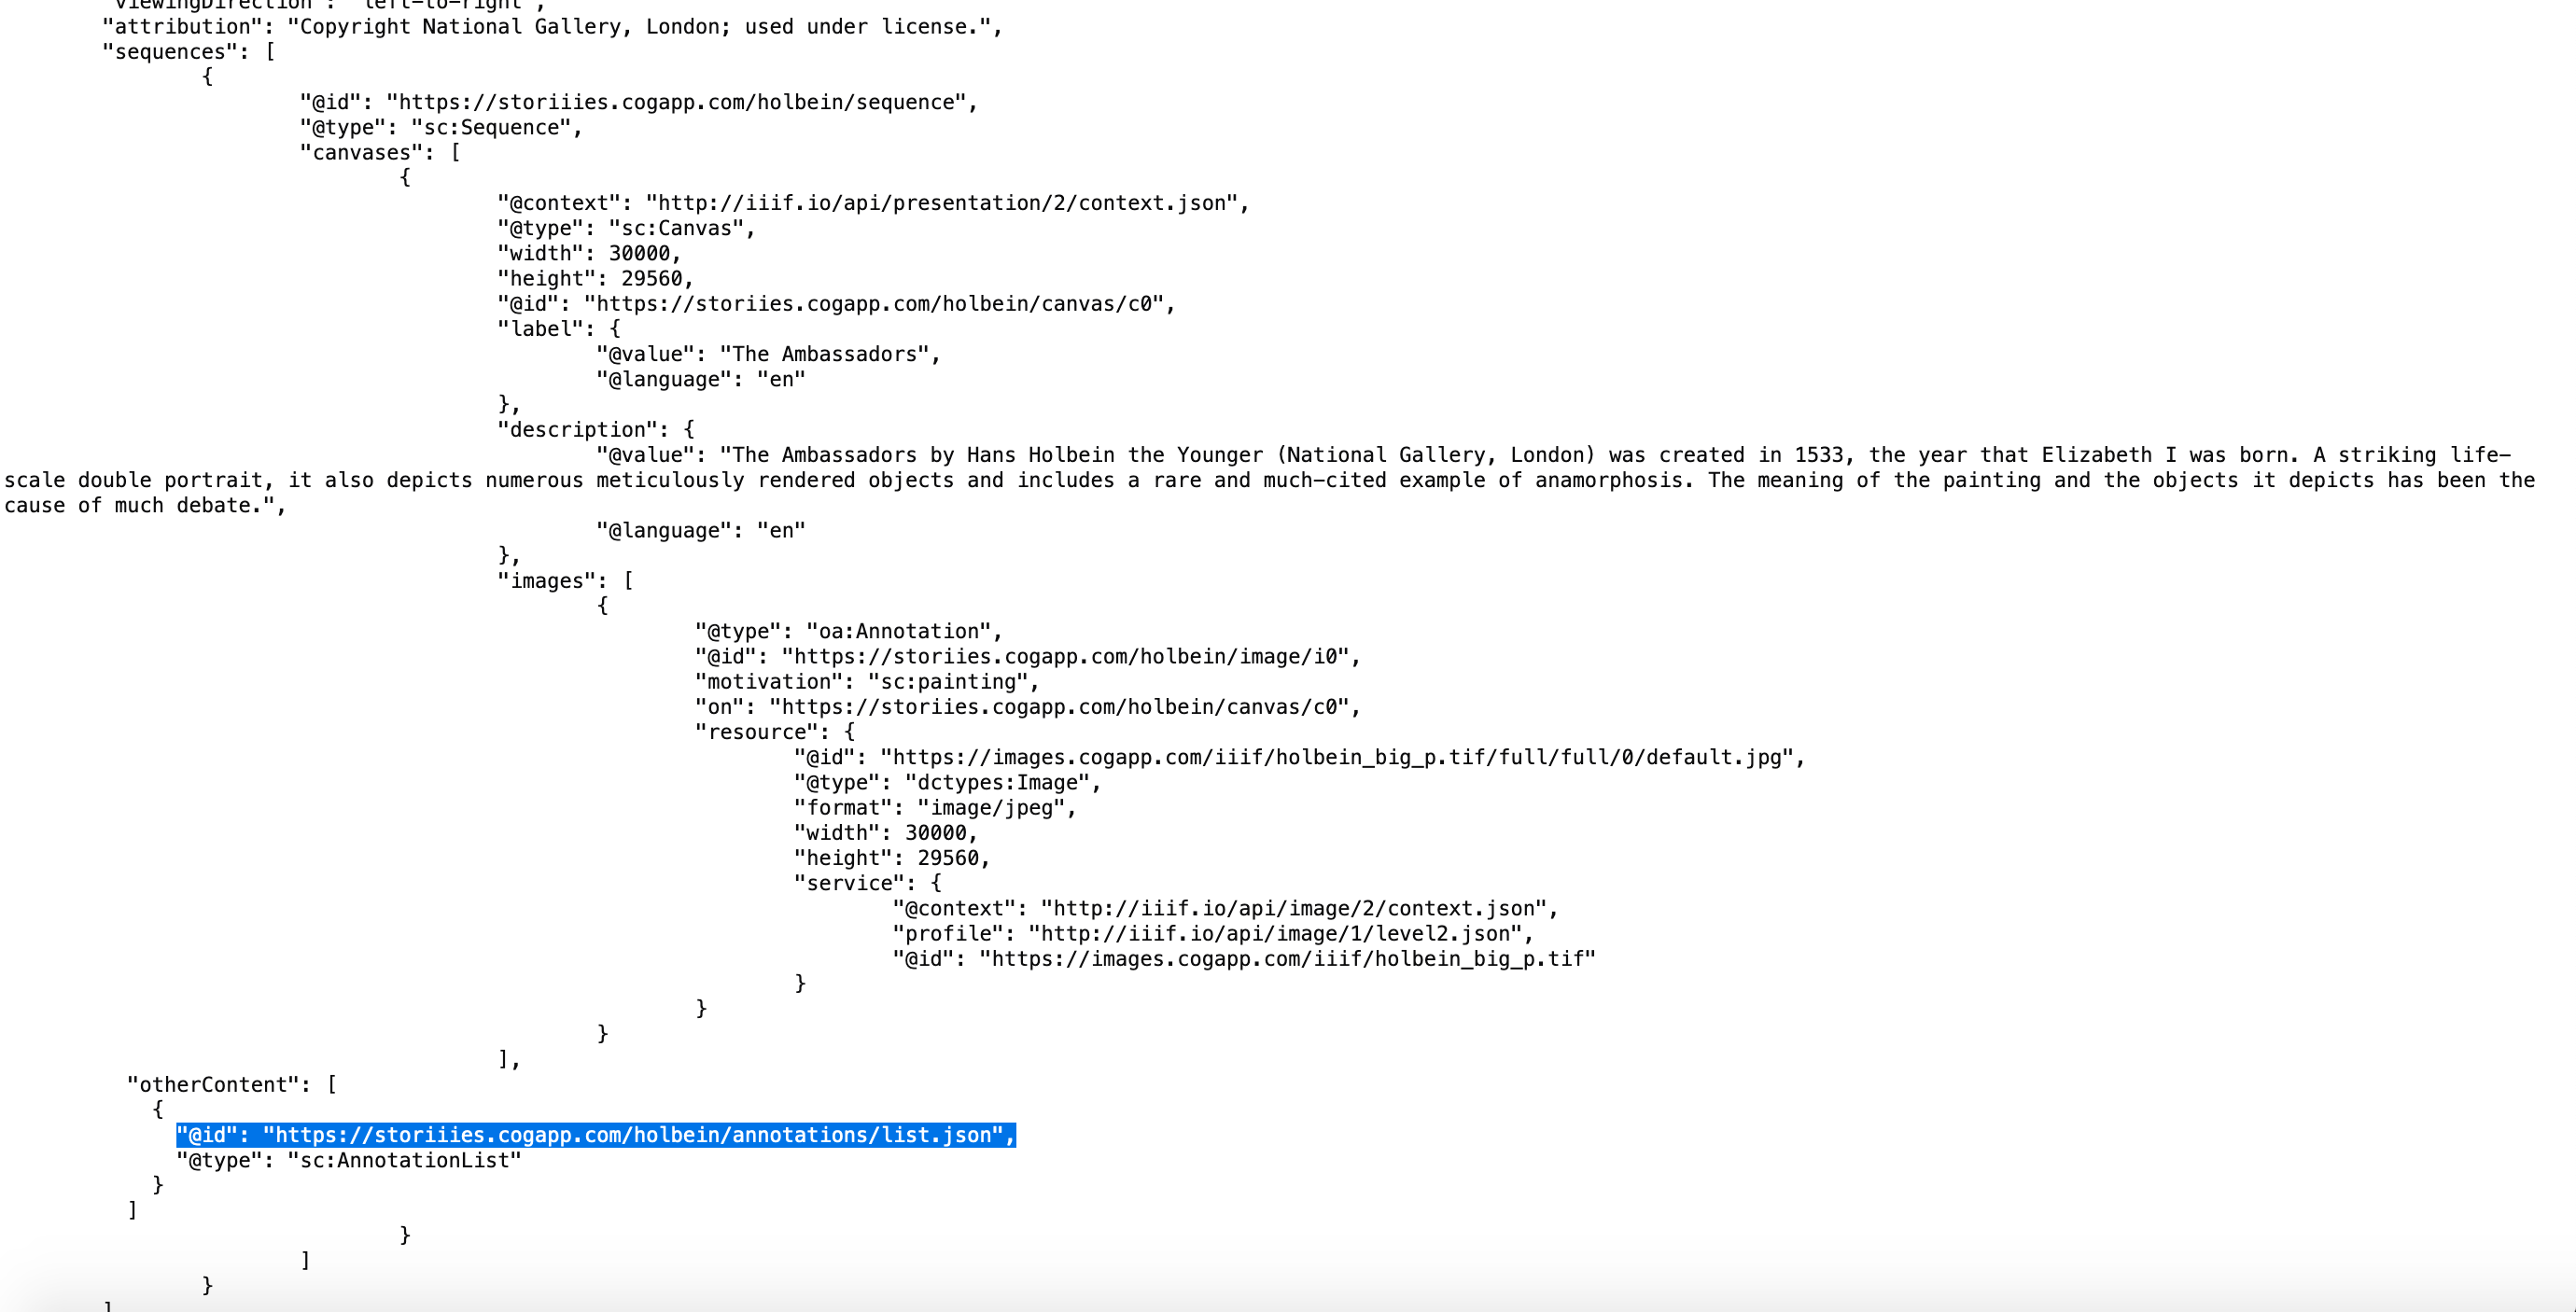 "viewingDirection": "left-to-right",
"attribution": "Copyright National Gallery, London; used under license.",
"sequences": [
{
"@id": "https://storiiies.cogapp.com/holbein/sequence",
"@type": "sc:Sequence",
"canvases": [
{
"@context": "http://iiif.io/api/presentation/2/context.json",
"@type": "sc:Canvas",
"width": 30000,
"height": 29560,
"@id": "https://storiies.cogapp.com/holbein/canvas/c0",
"label": {
"@value": "The Ambassadors",
"@language": "en"
},
"description": {
"@value": "The Ambassadors by Hans Holbein the Younger (National Gallery, London) was created in 1533, the year that Elizabeth I was born. A striking life-
scale double portrait, it also depicts numerous meticulously rendered objects and includes a rare and much-cited example of anamorphosis. The meaning of the painting and the objects it depicts has been the
cause of much debate.",
"@language": "en"
},
"images": [
{
"@type": "oa:Annotation",
"@id": "https://storiies.cogapp.com/holbein/image/i0",
"motivation": "sc:painting",
"on": "https://storiies.cogapp.com/holbein/canvas/c0",
"resource": {
"@id": "https://images.cogapp.com/iiif/holbein_big_p.tif/full/full/0/default.jpg",
"@type": "dctypes:Image",
"format": "image/jpeg",
"width": 30000,
"height": 29560,
"service": {
"@context": "http://iiif.io/api/image/2/context.json",
"profile": "http://iiif.io/api/image/1/level2.json",
"@id": "https://images.cogapp.com/iiif/holbein_big_p.tif"
}
}
}
],
"otherContent": [
{
"@id": "https://storiiies.cogapp.com/holbein/annotations/list.json",
"@type": "sc:AnnotationList"
}
]
}
]
}
]